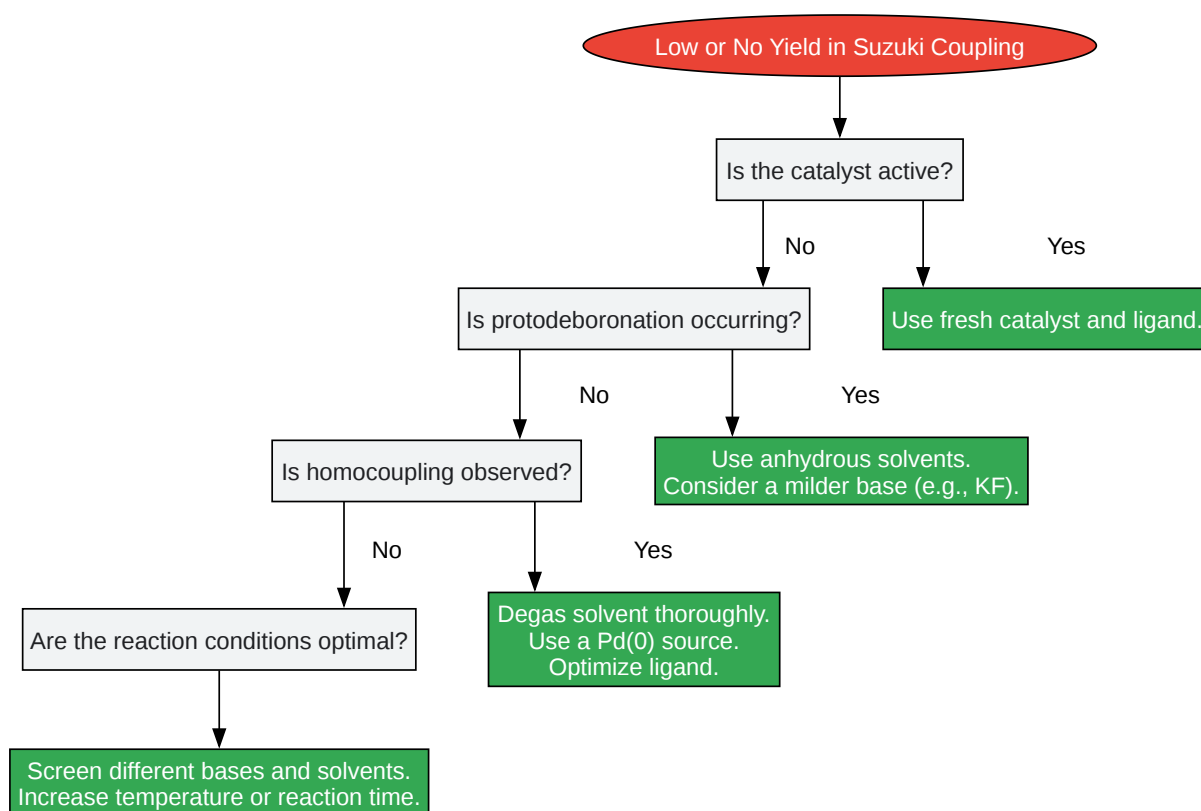 Low or No Yield in Suzuki Coupling
Is the catalyst active?
No
Yes
Is protodeboronation occurring?
Use fresh catalyst and ligand.
No
Yes
Is homocoupling observed?
Use anhydrous solvents.
Consider a milder base (e.g., KF).
No
Yes
Are the reaction conditions optimal?
Degas solvent thoroughly.
Use a Pd(0) source.
Optimize ligand.
Screen different bases and solvents.
Increase temperature or reaction time.